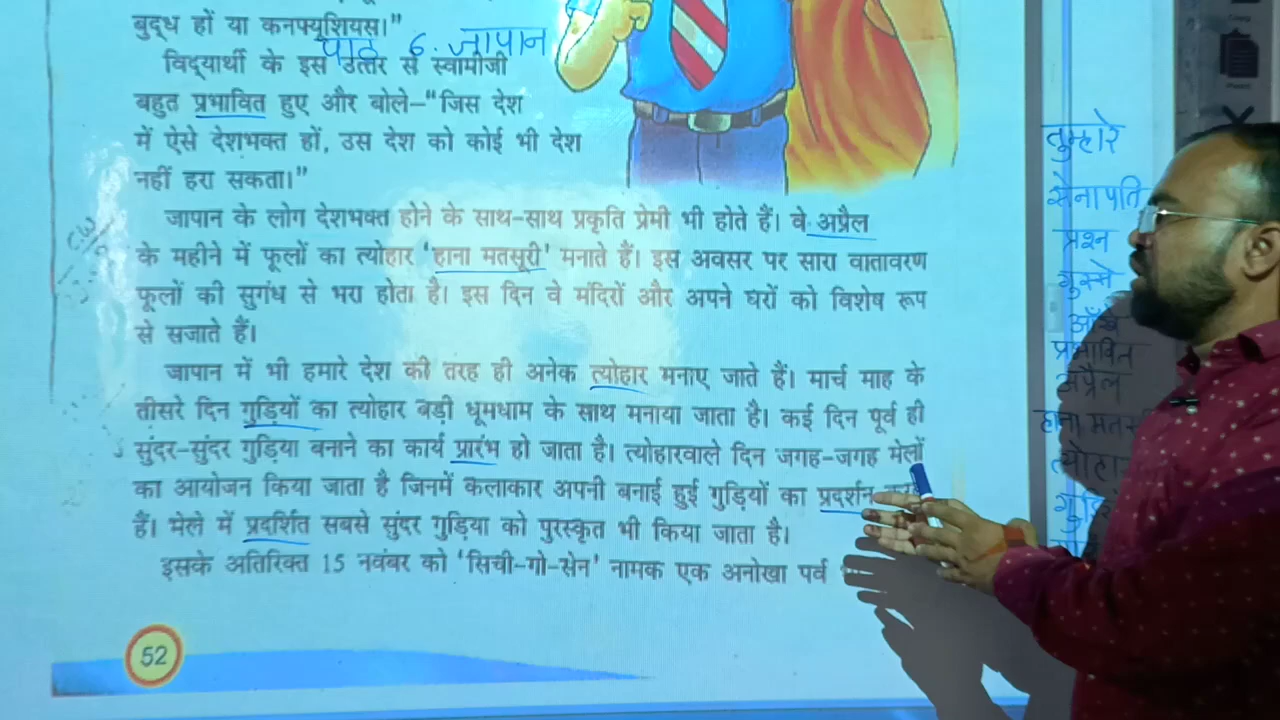 बुद्ध हों या कनफ्यूशियस।”
पाठ 6. जापान
विद्यार्थी के इस उत्तर से स्वामीजी
बहुत प्रभावित हुए और बोले–“जिस देश
में ऐसे देशभक्त हों, उस देश को कोई भी देश
नहीं हरा सकता।”
जापान के लोग देशभक्त होने के साथ-साथ प्रकृति प्रेमी भी होते हैं। वे अप्रैल
के महीने में फूलों का त्योहार ‘हाना मतसूरी’ मनाते हैं। इस अवसर पर सारा वातावरण
फूलों की सुगंध से भरा होता है। इस दिन वे मंदिरों और अपने घरों को विशेष रूप
से सजाते हैं।
जापान में भी हमारे देश की तरह ही अनेक त्योहार मनाए जाते हैं। मार्च माह के
तीसरे दिन गुड़ियों का त्योहार बड़ी धूमधाम के साथ मनाया जाता है। कई दिन पूर्व ही
सुंदर-सुंदर गुड़िया बनाने का कार्य प्रारंभ हो जाता है। त्योहारवाले दिन जगह-जगह मेलों
का आयोजन किया जाता है जिनमें कलाकार अपनी बनाई हुई गुड़ियों का प्रदर्शन
हैं। मेले में प्रदर्शित सबसे सुंदर गुड़िया को पुरस्कृत भी किया जाता है।
इसके अतिरिक्त 15 नवंबर को ‘सिची-गो-सेन’ नामक एक अनोखा पर्व
52
तुम्हारे
सेनापति
प्रश्न
गुस्से
आँखें
प्रभावित
अप्रैल
हाना